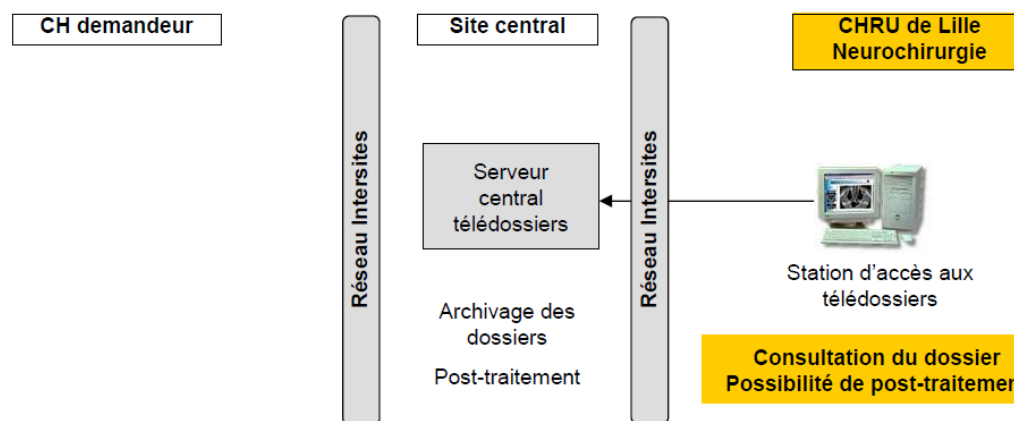 CH demandeur
Site central
CHRU de Lille
Neurochirurgie
Réseau Intersites
Serveur
central
télédossiers
Archivage des
dossiers
Post-traitement
Réseau Intersites
Station d’accès aux
télédossiers
Consultation du dossier
Possibilité de post-traitemen